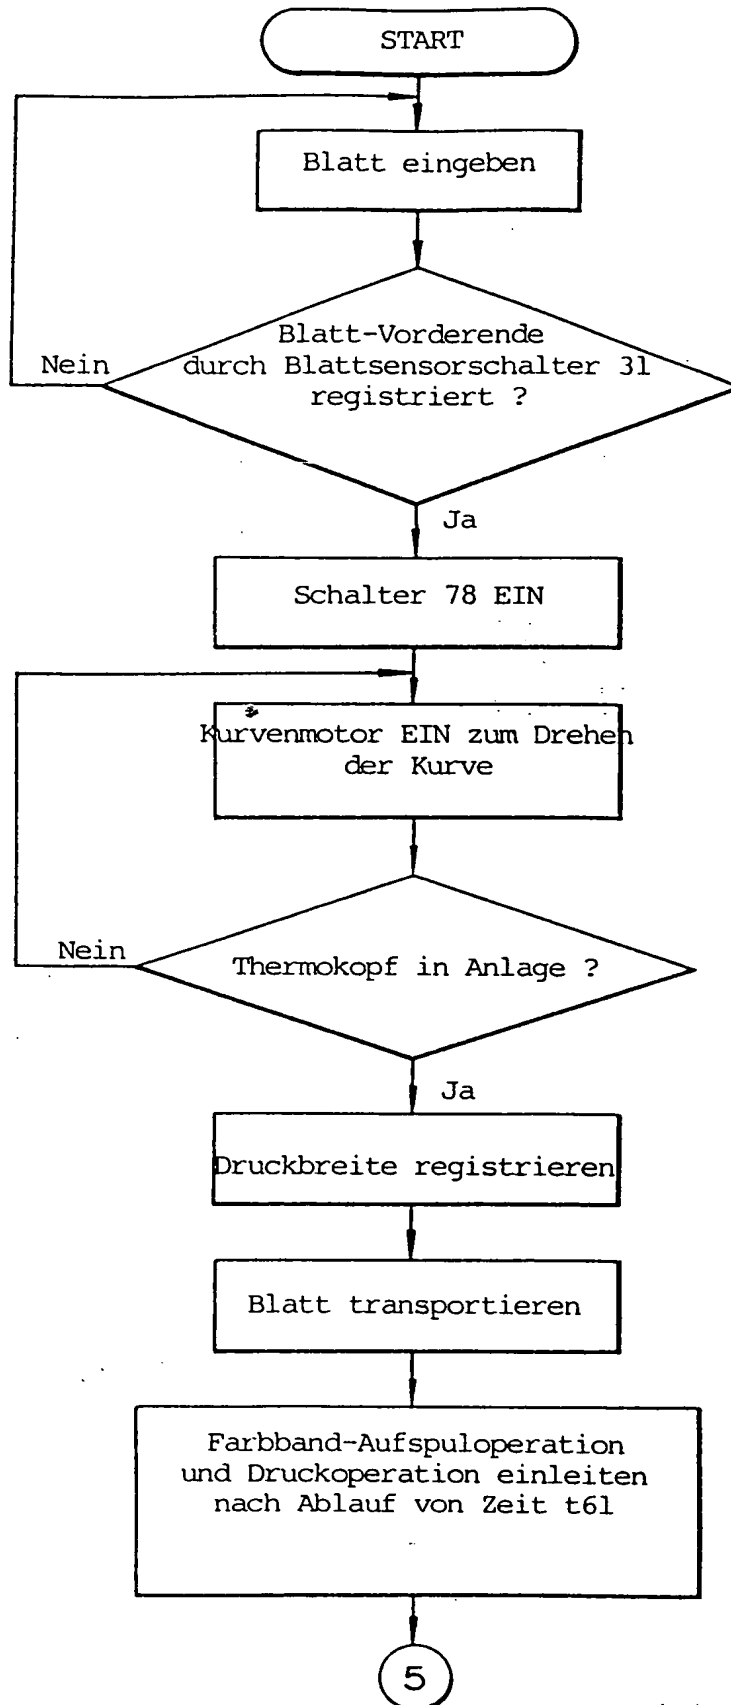 START
Blatt eingeben
Blatt-Vorderende
Nein
durch Blattsensorschalter 31
registriert ?
Ja
Schalter 78 EIN
Kurvenmotor EIN zum Drehen
der Kurve
Nein
Thermokopf in Anlage ?
Ja
Druckbreite registrieren
Blatt transportieren
Farbband-Aufspuloperation
und Druckoperation einleiten
nach Ablauf von Zeit t61
5